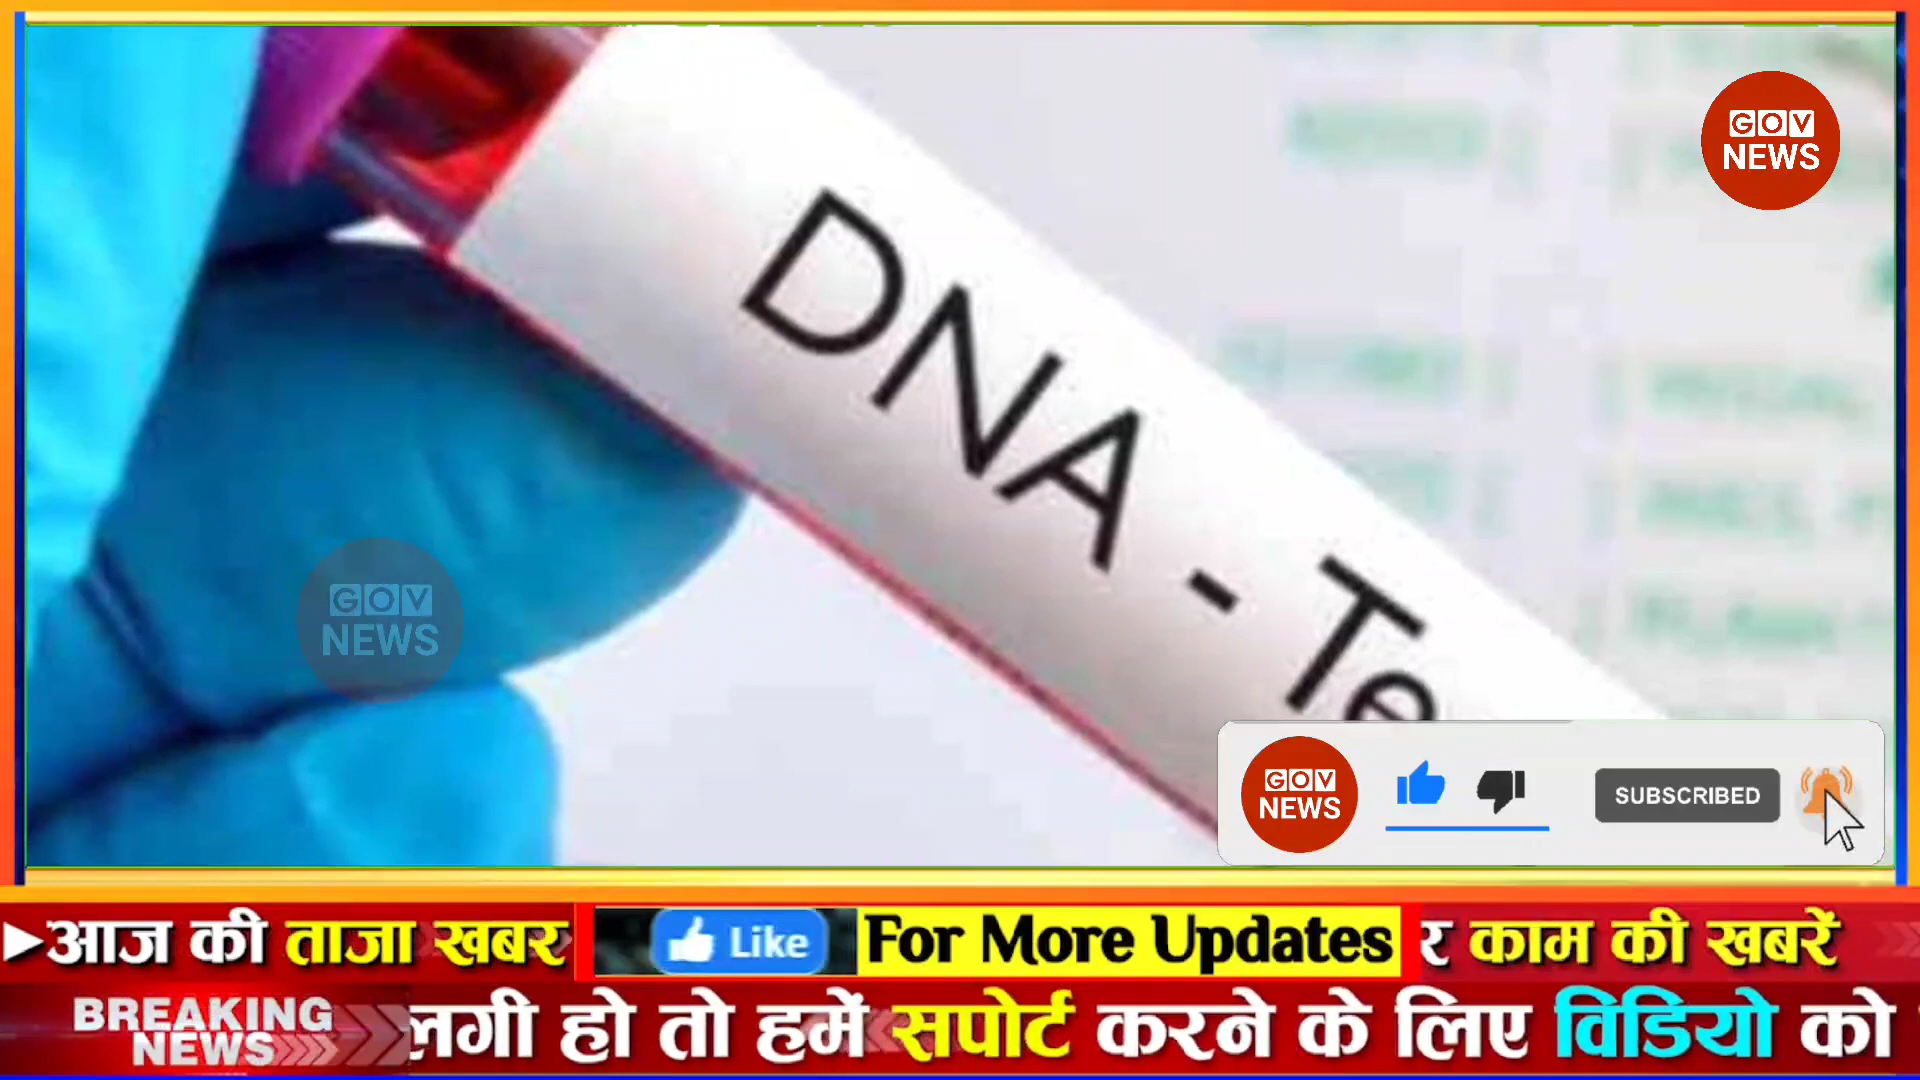 GOV
NEWS
DNA - Te
GOV
NEWS
GOV
NEWS
SUBSCRIBED
आज की ताजा खबर
Like
For More Updates
र काम की खबरें
BREAKING
NEWS
लगी हो तो हमें सपोर्ट करने के लिए विडियो को